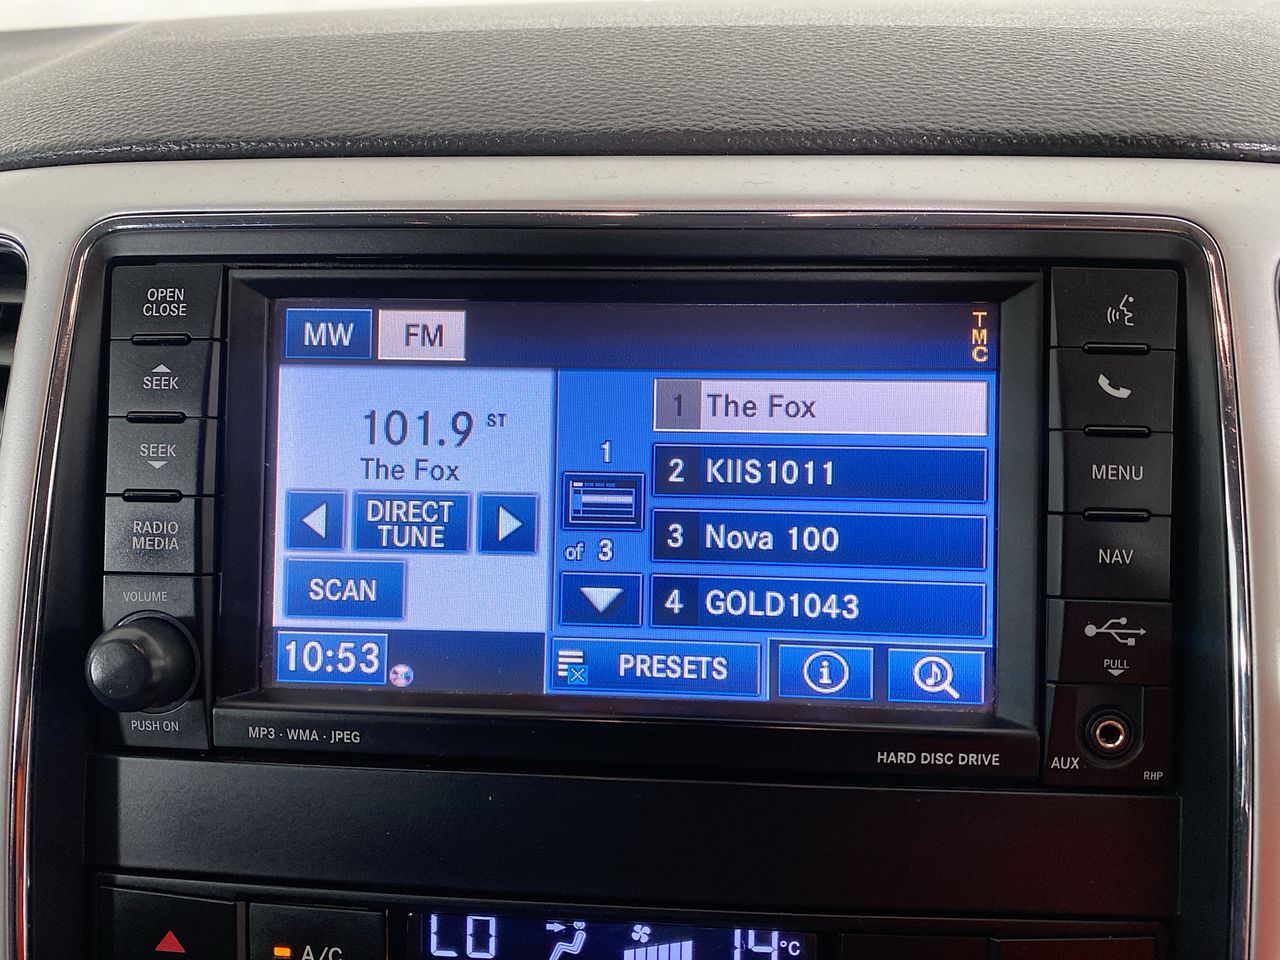 OPEN
CLOSE
SEEK
SEEK
RADIO
MEDIA
VOLUME
PUSH ON
MW
FM
TMC
101.9 ST
The Fox
DIRECT
TUNE
SCAN
10:53
1
of 3
1 The Fox
2 KIIS1011
3 Nova 100
4 GOLD1043
PRESETS
i
MENU
NAV
PULL
AUX
RHP
MP3 · WMA · JPEG
HARD DISC DRIVE
A/C
LO
14°C